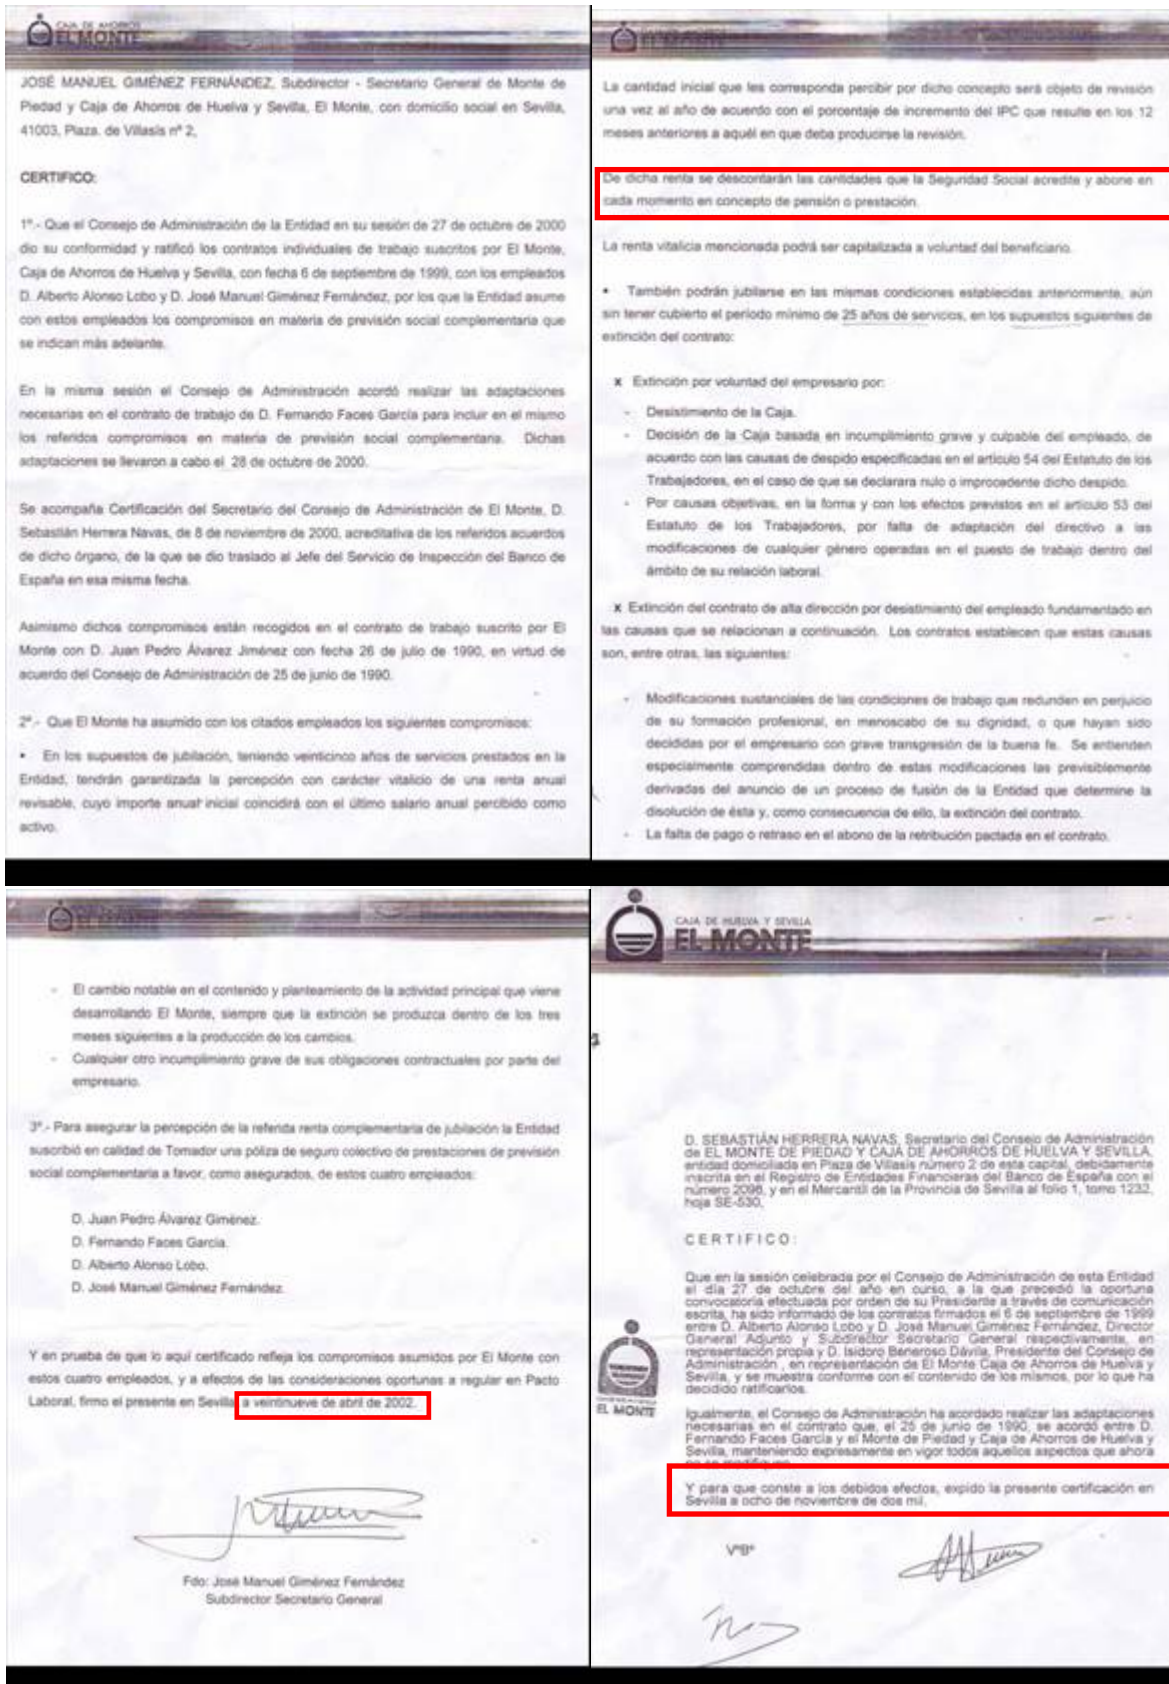 CAJA DE AHORROS
EL MONTE
JOSÉ MANUEL GIMÉNEZ FERNÁNDEZ, Subdirector - Secretario General de Monte de
Piedad y Caja de Ahorros de Huelva y Sevilla, El Monte, con domicilio social en Sevilla,
41003, Plaza. de Villasís nº 2,
CERTIFICO:
1º.- Que el Consejo de Administración de la Entidad en su sesión de 27 de octubre de 2000
dio su conformidad y ratificó los contratos individuales de trabajo suscritos por El Monte,
Caja de Ahorros de Huelva y Sevilla, con fecha 6 de septiembre de 1999, con los empleados
D. Alberto Alonso Lobo y D. José Manuel Giménez Fernández, por los que la Entidad asume
con estos empleados los compromisos en materia de previsión social complementaria que
se indican más adelante.
En la misma sesión el Consejo de Administración acordó realizar las adaptaciones
necesarias en el contrato de trabajo de D. Fernando Faces García para incluir en el mismo
los referidos compromisos en materia de previsión social complementaria. Dichas
adaptaciones se llevaron a cabo el 28 de octubre de 2000.
Se acompaña Certificación del Secretario del Consejo de Administración de El Monte, D.
Sebastián Herrera Navas, de 8 de noviembre de 2000, acreditativa de los referidos acuerdos
de dicho órgano, de la que se dio traslado al Jefe del Servicio de Inspección del Banco de
España en esa misma fecha.
Asimismo dichos compromisos están recogidos en el contrato de trabajo suscrito por El
Monte con D. Juan Pedro Álvarez Jiménez con fecha 26 de julio de 1990, en virtud de
acuerdo del Consejo de Administración de 25 de junio de 1990.
2º.- Que El Monte ha asumido con los citados empleados los siguientes compromisos:
• En los supuestos de jubilación, teniendo veinticinco años de servicios prestados en la
Entidad, tendrán garantizada la percepción con carácter vitalicio de una renta anual
revisable, cuyo importe anual inicial coincidirá con el último salario anual percibido como
activo.
EL MONTE
La cantidad inicial que les corresponda percibir por dicho concepto será objeto de revisión
una vez al año de acuerdo con el porcentaje de incremento del IPC que resulte en los 12
meses anteriores a aquél en que deba producirse la revisión.
De dicha renta se descontarán las cantidades que la Seguridad Social acredite y abone en
cada momento en concepto de pensión o prestación.
La renta vitalicia mencionada podrá ser capitalizada a voluntad del beneficiario.
• También podrán jubilarse en las mismas condiciones establecidas anteriormente, aún
sin tener cubierto el período mínimo de 25 años de servicios, en los supuestos siguientes de
extinción del contrato:
x Extinción por voluntad del empresario por:
- Desistimiento de la Caja.
- Decisión de la Caja basada en incumplimiento grave y culpable del empleado, de
acuerdo con las causas de despido especificadas en el artículo 54 del Estatuto de los
Trabajadores, en el caso de que se declarara nulo o improcedente dicho despido.
- Por causas objetivas, en la forma y con los efectos previstos en el artículo 53 del
Estatuto de los Trabajadores, por falta de adaptación del directivo a las
modificaciones de cualquier género operadas en el puesto de trabajo dentro del
ámbito de su relación laboral.
x Extinción del contrato de alta dirección por desistimiento del empleado fundamentado en
las causas que se relacionan a continuación. Los contratos establecen que estas causas
son, entre otras, las siguientes:
- Modificaciones sustanciales de las condiciones de trabajo que redunden en perjuicio
de su formación profesional, en menoscabo de su dignidad, o que hayan sido
decididas por el empresario con grave transgresión de la buena fe. Se entienden
especialmente comprendidas dentro de estas modificaciones las previsiblemente
derivadas del anuncio de un proceso de fusión de la Entidad que determine la
disolución de ésta y, como consecuencia de ello, la extinción del contrato.
- La falta de pago o retraso en el abono de la retribución pactada en el contrato.
- El cambio notable en el contenido y planteamiento de la actividad principal que viene
desarrollando El Monte, siempre que la extinción se produzca dentro de los tres
meses siguientes a la producción de los cambios.
- Cualquier otro incumplimiento grave de sus obligaciones contractuales por parte del
empresario.
3º.- Para asegurar la percepción de la referida renta complementaria de jubilación la Entidad
suscribió en calidad de Tomador una póliza de seguro colectivo de prestaciones de previsión
social complementaria a favor, como asegurados, de estos cuatro empleados:
D. Juan Pedro Álvarez Giménez.
D. Fernando Faces García.
D. Alberto Alonso Lobo.
D. José Manuel Giménez Fernández.
Y en prueba de que lo aquí certificado refleja los compromisos asumidos por El Monte con
estos cuatro empleados, y a efectos de las consideraciones oportunas a regular en Pacto
Laboral, firmo el presente en Sevilla a veintinueve de abril de 2002.
Fdo: José Manuel Giménez Fernández
Subdirector Secretario General
CAJA DE HUELVA Y SEVILLA
EL MONTE
D. SEBASTIÁN HERRERA NAVAS, Secretario del Consejo de Administración
de EL MONTE DE PIEDAD Y CAJA DE AHORROS DE HUELVA Y SEVILLA,
entidad domiciliada en Plaza de Villasís número 2 de esta capital, debidamente
inscrita en el Registro de Entidades Financieras del Banco de España con el
número 2098, y en el Mercantil de la Provincia de Sevilla al folio 1, tomo 1232,
hoja SE-530,
CERTIFICO:
Que en la sesión celebrada por el Consejo de Administración de esta Entidad
el día 27 de octubre del año en curso, a la que precedió la oportuna
convocatoria efectuada por orden de su Presidente a través de comunicación
escrita, ha sido informado de los contratos firmados el 6 de septiembre de 1999
entre D. Alberto Alonso Lobo y D. José Manuel Giménez Fernández, Director
General Adjunto y Subdirector Secretario General respectivamente, en
representación propia y D. Isidoro Beneroso Dávila, Presidente del Consejo de
Administración , en representación de El Monte Caja de Ahorros de Huelva y
Sevilla, y se muestra conforme con el contenido de los mismos, por lo que ha
decidido ratificarlos.
EL MONTE
Igualmente, el Consejo de Administración ha acordado realizar las adaptaciones
necesarias en el contrato que, el 25 de junio de 1990, se acordó entre D.
Fernando Faces García y el Monte de Piedad y Caja de Ahorros de Huelva y
Sevilla, manteniendo expresamente en vigor todos aquellos aspectos que ahora
no se modifiquen.
Y para que conste a los debidos efectos, expido la presente certificación en
Sevilla a ocho de noviembre de dos mil.
VºBº